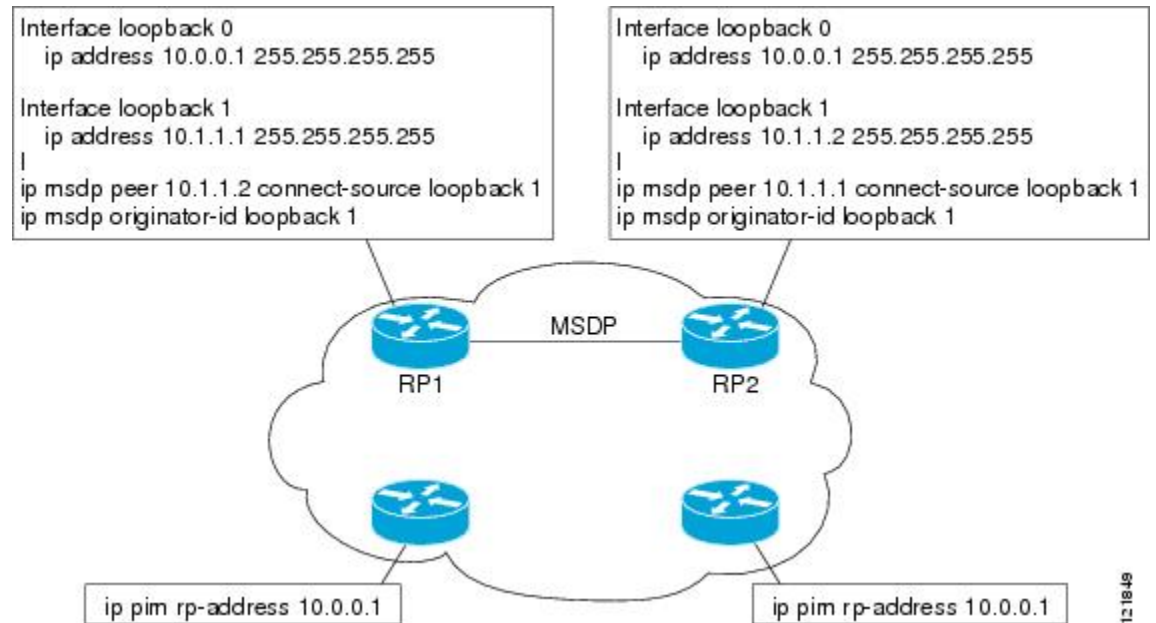 Interface loopback 0
ip address 10.0.0.1 255.255.255.255
Interface loopback 1
ip address 10.1.1.1 255.255.255.255
|
ip msdp peer 10.1.1.2 connect-source loopback 1
ip msdp originator-id loopback 1
Interface loopback 0
ip address 10.0.0.1 255.255.255.255
Interface loopback 1
ip address 10.1.1.2 255.255.255.255
|
ip msdp peer 10.1.1.1 connect-source loopback 1
ip msdp originator-id loopback 1
MSDP
RP1
RP2
ip pim rp-address 10.0.0.1
ip pim rp-address 10.0.0.1
121849